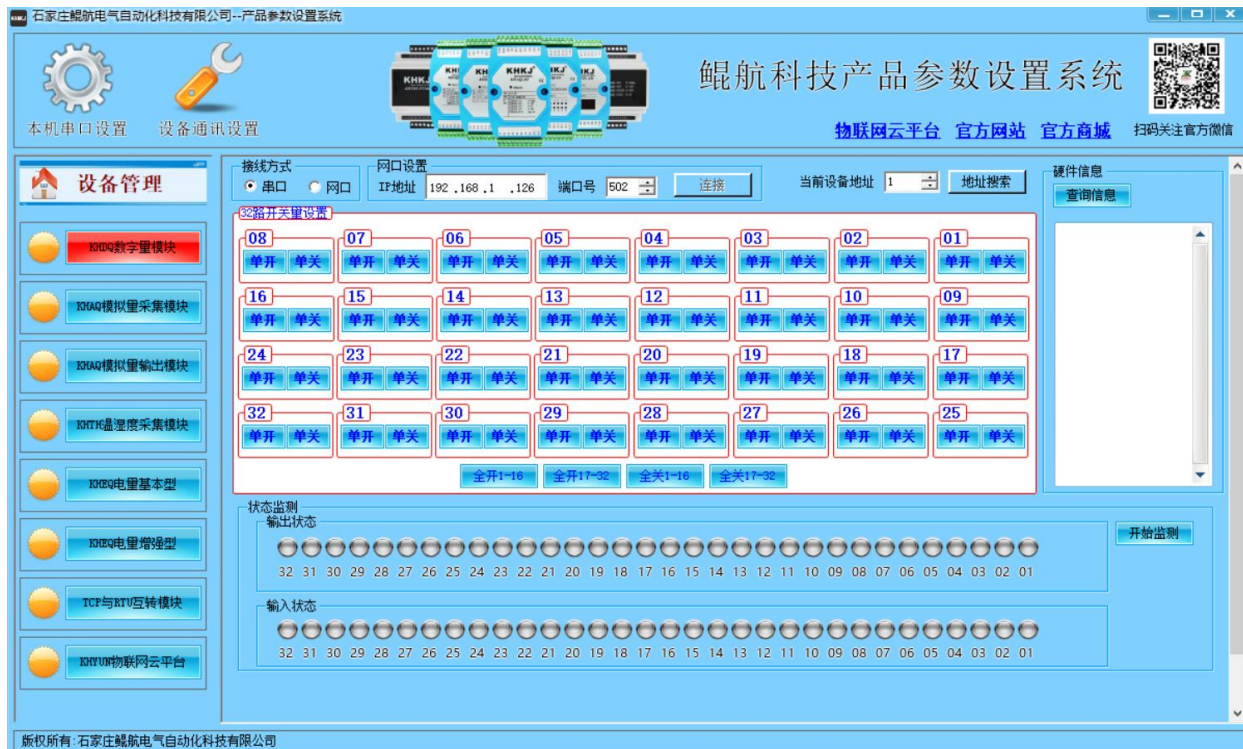 石家庄鲲航电气自动化科技有限公司--产品参数设置系统
本机串口设置 设备通讯设置
KHKJ
鲲航科技产品参数设置系统
物联网云平台 官方网站 官方商城 扫码关注官方微信
设备管理
KHDQ数字量模块
KHAQ模拟量采集模块
KHAO模拟量输出模块
KHTH温湿度采集模块
KHEQ电量基本型
KHEQ电量增强型
TCP与RTU互转模块
KHYUN物联网云平台
接线方式
串口 网口
网口设置
IP地址 192 .168 .1 .126 端口号 502 连接
当前设备地址 1 地址搜索
硬件信息
查询信息
32路开关量设置
08 07 06 05 04 03 02 01
单开 单关 单开 单关 单开 单关 单开 单关 单开 单关 单开 单关 单开 单关 单开 单关
16 15 14 13 12 11 10 09
单开 单关 单开 单关 单开 单关 单开 单关 单开 单关 单开 单关 单开 单关 单开 单关
24 23 22 21 20 19 18 17
单开 单关 单开 单关 单开 单关 单开 单关 单开 单关 单开 单关 单开 单关 单开 单关
32 31 30 29 28 27 26 25
单开 单关 单开 单关 单开 单关 单开 单关 单开 单关 单开 单关 单开 单关 单开 单关
全开1-16 全开17-32 全关1-16 全关17-32
状态监测
输出状态
32 31 30 29 28 27 26 25 24 23 22 21 20 19 18 17 16 15 14 13 12 11 10 09 08 07 06 05 04 03 02 01
开始监测
输入状态
32 31 30 29 28 27 26 25 24 23 22 21 20 19 18 17 16 15 14 13 12 11 10 09 08 07 06 05 04 03 02 01
版权所有:石家庄鲲航电气自动化科技有限公司